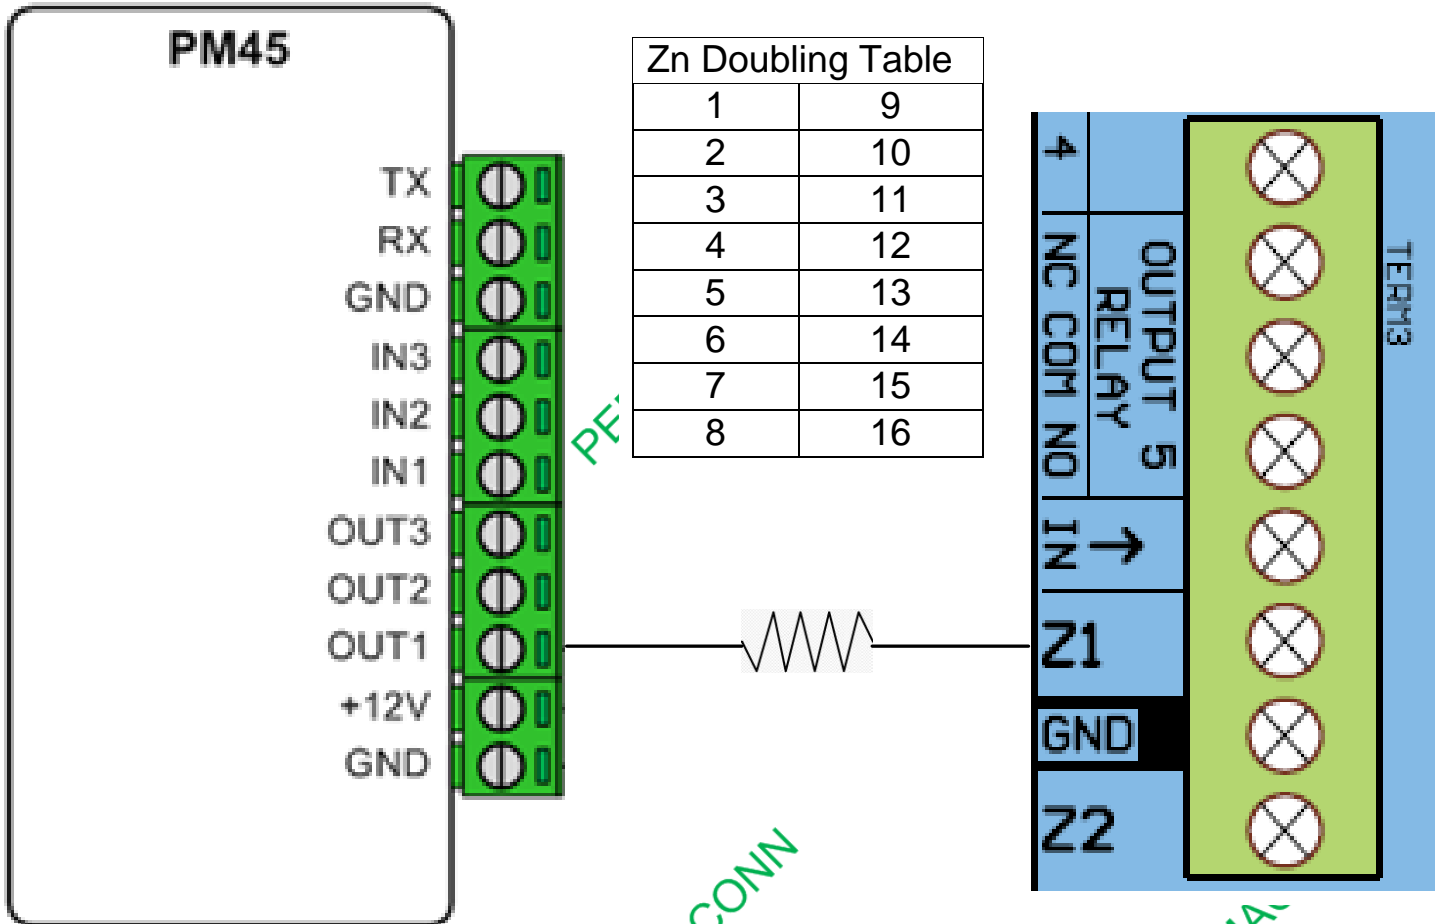 PM45
TX
RX
GND
IN3
IN2
IN1
OUT3
OUT2
OUT1
+12V
GND
Zn Doubling Table
1 9
2 10
3 11
4 12
5 13
6 14
7 15
8 16
4
OUTPUT 5
RELAY
NC COM NO
IN →
Z1
GND
Z2
TERM3
CONN